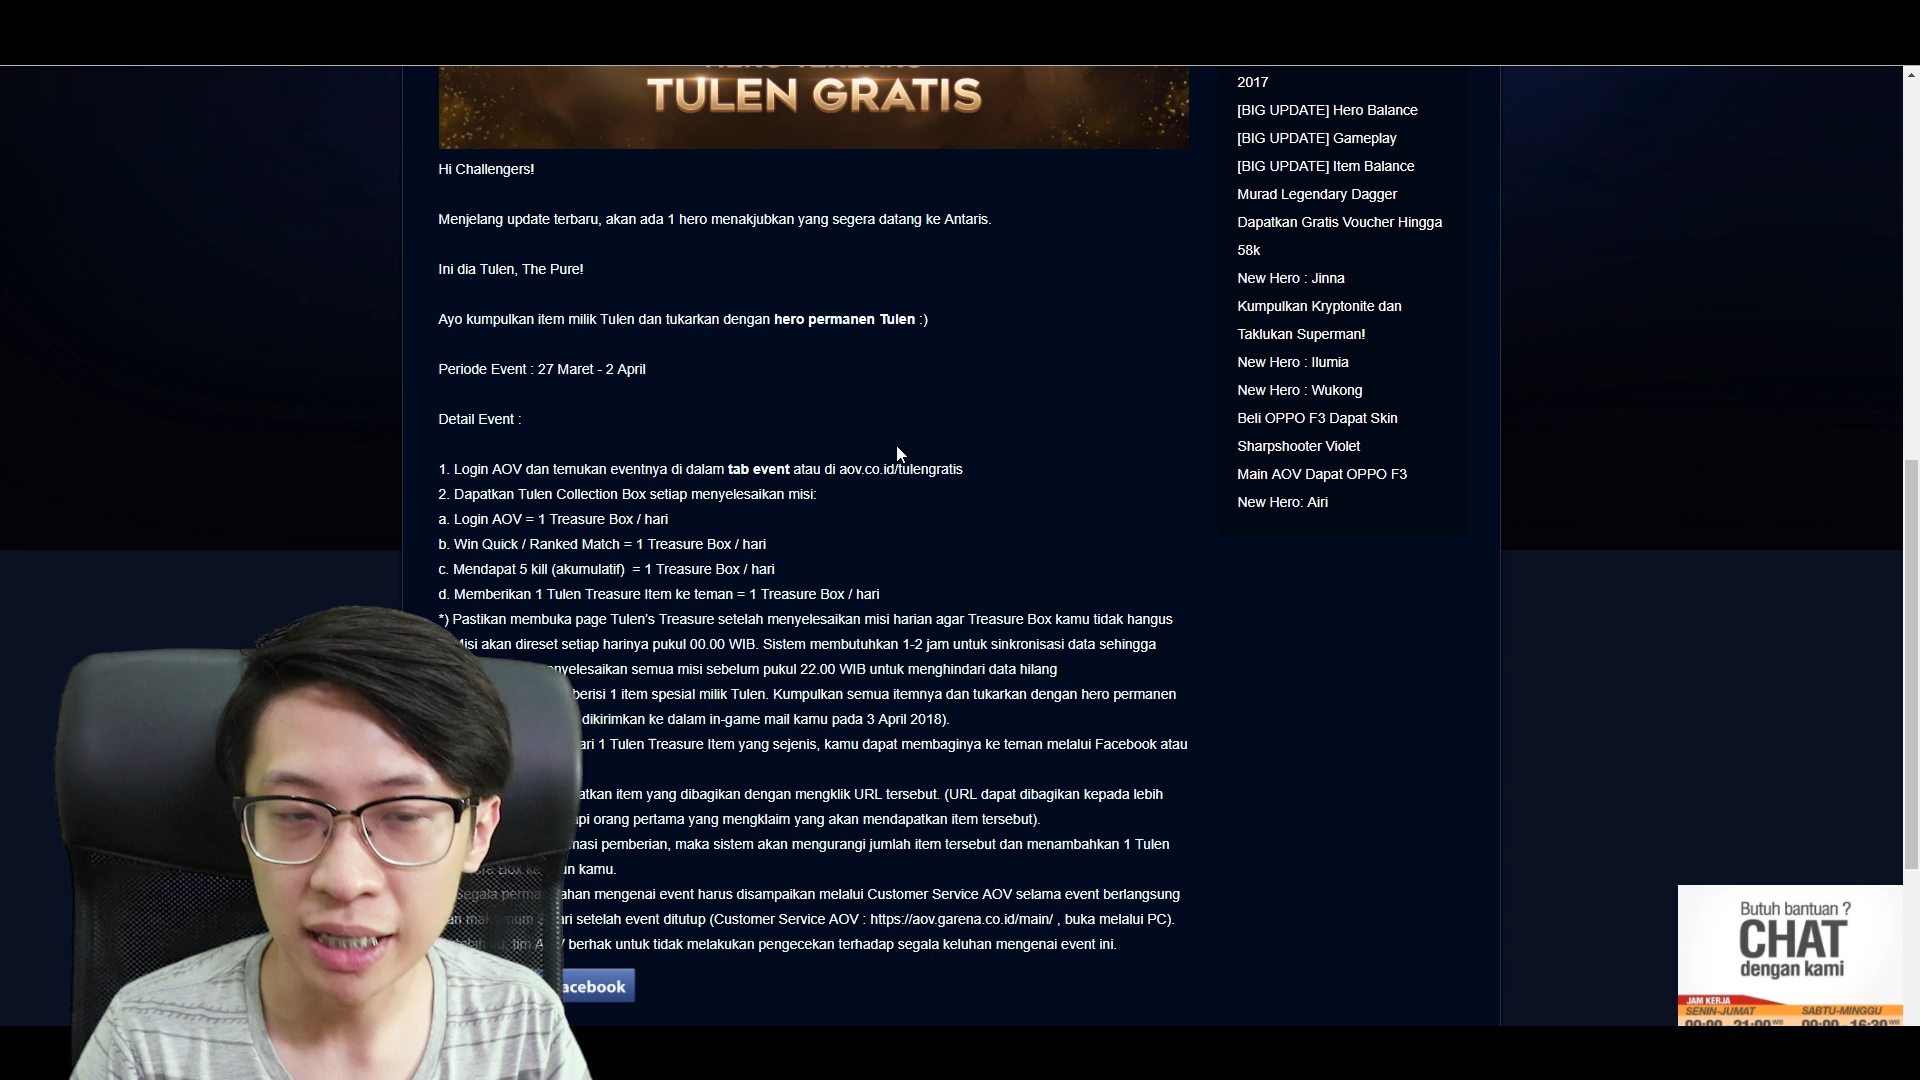 TULEN GRATIS
Hi Challengers!
Menjelang update terbaru, akan ada 1 hero menakjubkan yang segera datang ke Antaris.
Ini dia Tulen, The Pure!
Ayo kumpulkan item milik Tulen dan tukarkan dengan hero permanen Tulen :)
Periode Event : 27 Maret - 2 April
Detail Event :
1. Login AOV dan temukan eventnya di dalam tab event atau di aov.co.id/tulengratis
2. Dapatkan Tulen Collection Box setiap menyelesaikan misi:
a. Login AOV = 1 Treasure Box / hari
b. Win Quick / Ranked Match = 1 Treasure Box / hari
c. Mendapat 5 kill (akumulatif)  = 1 Treasure Box / hari
d. Memberikan 1 Tulen Treasure Item ke teman = 1 Treasure Box / hari
*) Pastikan membuka page Tulen's Treasure setelah menyelesaikan misi harian agar Treasure Box kamu tidak hangus
akan direset setiap harinya pukul 00.00 WIB. Sistem membutuhkan 1-2 jam untuk sinkronisasi data sehingga
semua misi sebelum pukul 22.00 WIB untuk menghindari data hilang
berisi 1 item spesial milik Tulen. Kumpulkan semua itemnya dan tukarkan dengan hero permanen
dikirimkan ke dalam in-game mail kamu pada 3 April 2018).
1 Tulen Treasure Item yang sejenis, kamu dapat membaginya ke teman melalui Facebook atau
item yang dibagikan dengan mengklik URL tersebut. (URL dapat dibagikan kepada lebih
orang pertama yang mengklaim yang akan mendapatkan item tersebut).
pemberian, maka sistem akan mengurangi jumlah item tersebut dan menambahkan 1 Tulen
Box ke kamu.
Segala mengenai event harus disampaikan melalui Customer Service AOV selama event berlangsung
setelah event ditutup (Customer Service AOV : https://aov.garena.co.id/main/ , buka melalui PC).
berhak untuk tidak melakukan pengecekan terhadap segala keluhan mengenai event ini.
2017
[BIG UPDATE] Hero Balance
[BIG UPDATE] Gameplay
[BIG UPDATE] Item Balance
Murad Legendary Dagger
Dapatkan Gratis Voucher Hingga
58k
New Hero : Jinna
Kumpulkan Kryptonite dan
Taklukan Superman!
New Hero : Ilumia
New Hero : Wukong
Beli OPPO F3 Dapat Skin
Sharpshooter Violet
Main AOV Dapat OPPO F3
New Hero: Airi
Butuh bantuan ?
CHAT
dengan kami
JAM KERJA
SENIN-JUMAT SABTU-MINGGU